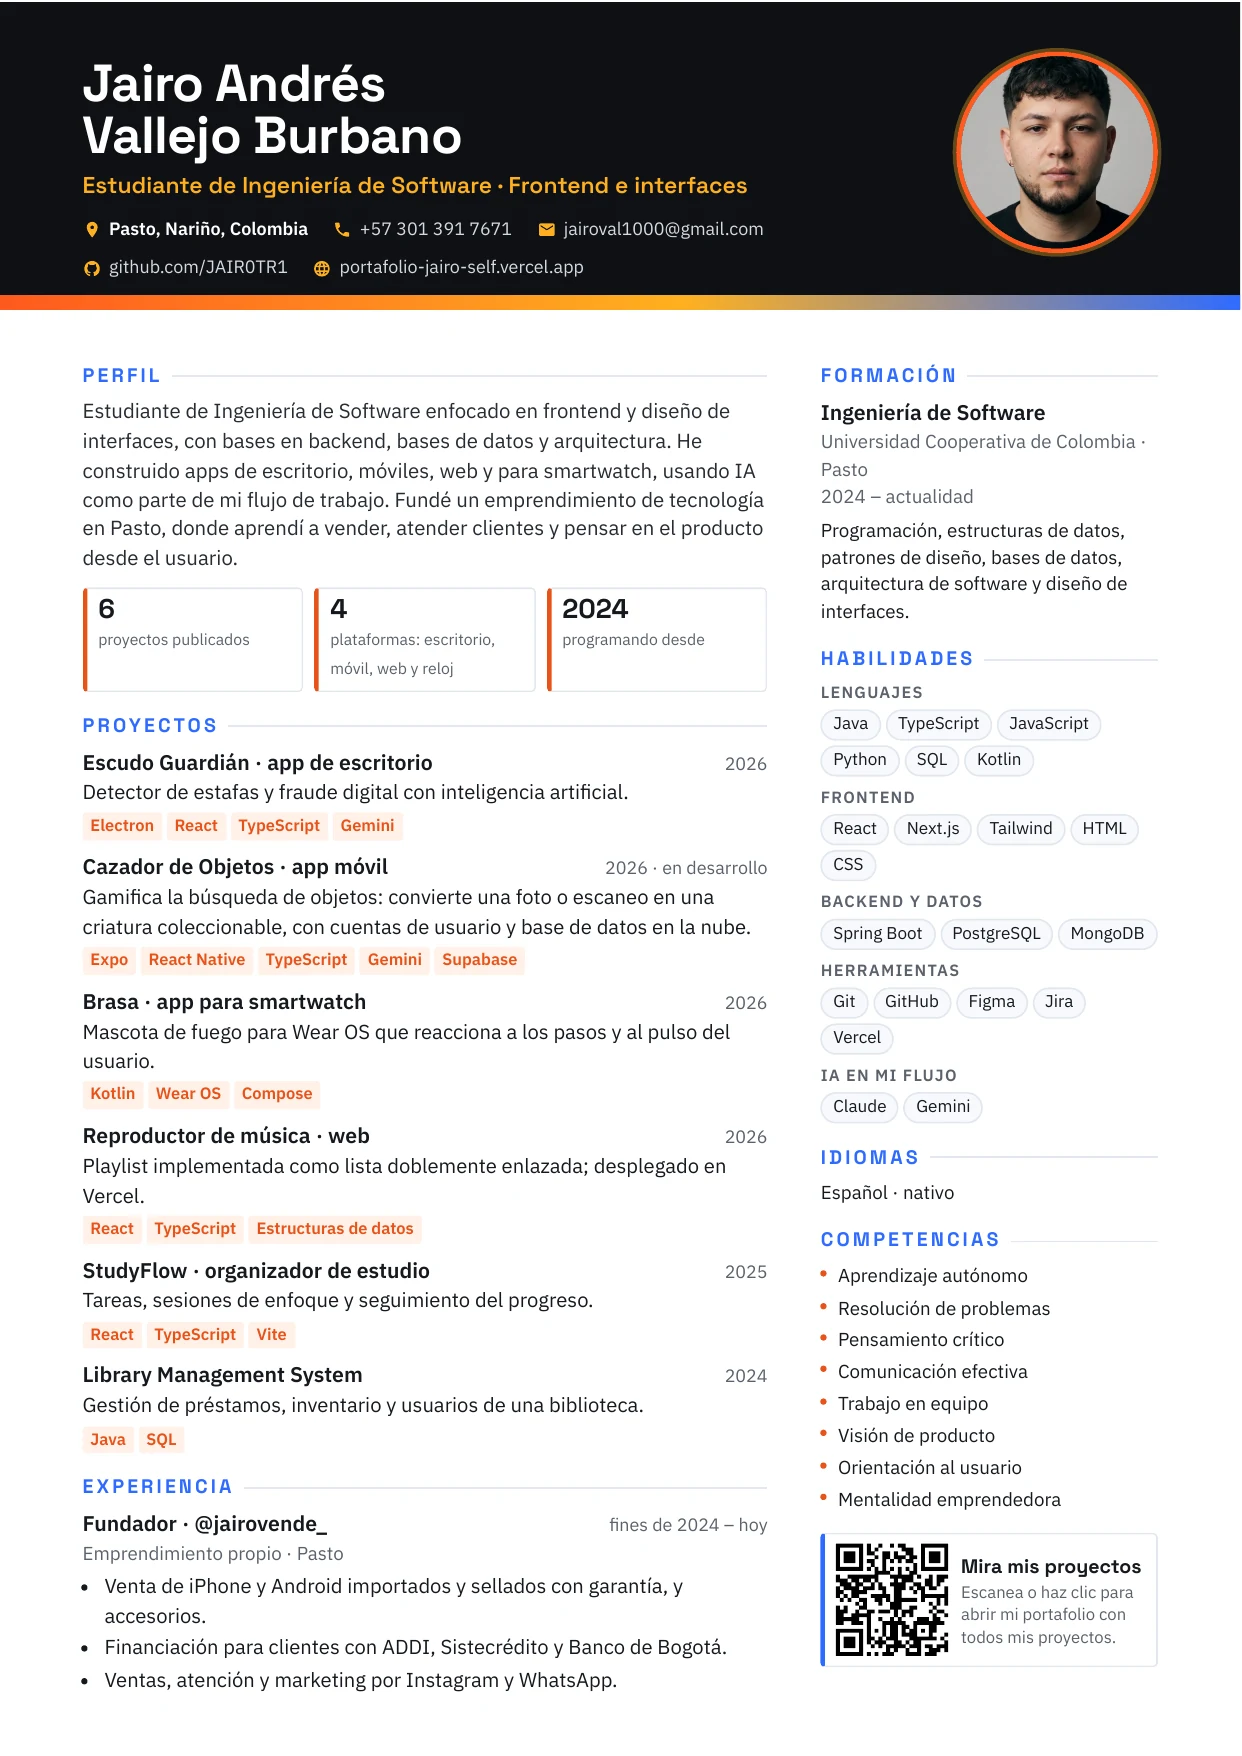 Jairo Andrés
Vallejo Burbano
Estudiante de Ingeniería de Software · Frontend e interfaces
Pasto, Nariño, Colombia +57 301 391 7671 jairoval1000@gmail.com
github.com/JAIR0TR1 portafolio-jairo-self.vercel.app
PERFIL
Estudiante de Ingeniería de Software enfocado en frontend y diseño de
interfaces, con bases en backend, bases de datos y arquitectura. He
construido apps de escritorio, móviles, web y para smartwatch, usando IA
como parte de mi flujo de trabajo. Fundé un emprendimiento de tecnología
en Pasto, donde aprendí a vender, atender clientes y pensar en el producto
desde el usuario.
6
proyectos publicados
4
plataformas: escritorio,
móvil, web y reloj
2024
programando desde
PROYECTOS
Escudo Guardián · app de escritorio 2026
Detector de estafas y fraude digital con inteligencia artificial.
Electron React TypeScript Gemini
Cazador de Objetos · app móvil 2026 · en desarrollo
Gamifica la búsqueda de objetos: convierte una foto o escaneo en una
criatura coleccionable, con cuentas de usuario y base de datos en la nube.
Expo React Native TypeScript Gemini Supabase
Brasa · app para smartwatch 2026
Mascota de fuego para Wear OS que reacciona a los pasos y al pulso del
usuario.
Kotlin Wear OS Compose
Reproductor de música · web 2026
Playlist implementada como lista doblemente enlazada; desplegado en
Vercel.
React TypeScript Estructuras de datos
StudyFlow · organizador de estudio 2025
Tareas, sesiones de enfoque y seguimiento del progreso.
React TypeScript Vite
Library Management System 2024
Gestión de préstamos, inventario y usuarios de una biblioteca.
Java SQL
EXPERIENCIA
Fundador · @jairovende_ fines de 2024 – hoy
Emprendimiento propio · Pasto
• Venta de iPhone y Android importados y sellados con garantía, y
accesorios.
• Financiación para clientes con ADDI, Sistecrédito y Banco de Bogotá.
• Ventas, atención y marketing por Instagram y WhatsApp.
FORMACIÓN
Ingeniería de Software
Universidad Cooperativa de Colombia ·
Pasto
2024 – actualidad
Programación, estructuras de datos,
patrones de diseño, bases de datos,
arquitectura de software y diseño de
interfaces.
HABILIDADES
LENGUAJES
Java TypeScript JavaScript
Python SQL Kotlin
FRONTEND
React Next.js Tailwind HTML
CSS
BACKEND Y DATOS
Spring Boot PostgreSQL MongoDB
HERRAMIENTAS
Git GitHub Figma Jira
Vercel
IA EN MI FLUJO
Claude Gemini
IDIOMAS
Español · nativo
COMPETENCIAS
• Aprendizaje autónomo
• Resolución de problemas
• Pensamiento crítico
• Comunicación efectiva
• Trabajo en equipo
• Visión de producto
• Orientación al usuario
• Mentalidad emprendedora
Mira mis proyectos
Escanea o haz clic para
abrir mi portafolio con
todos mis proyectos.